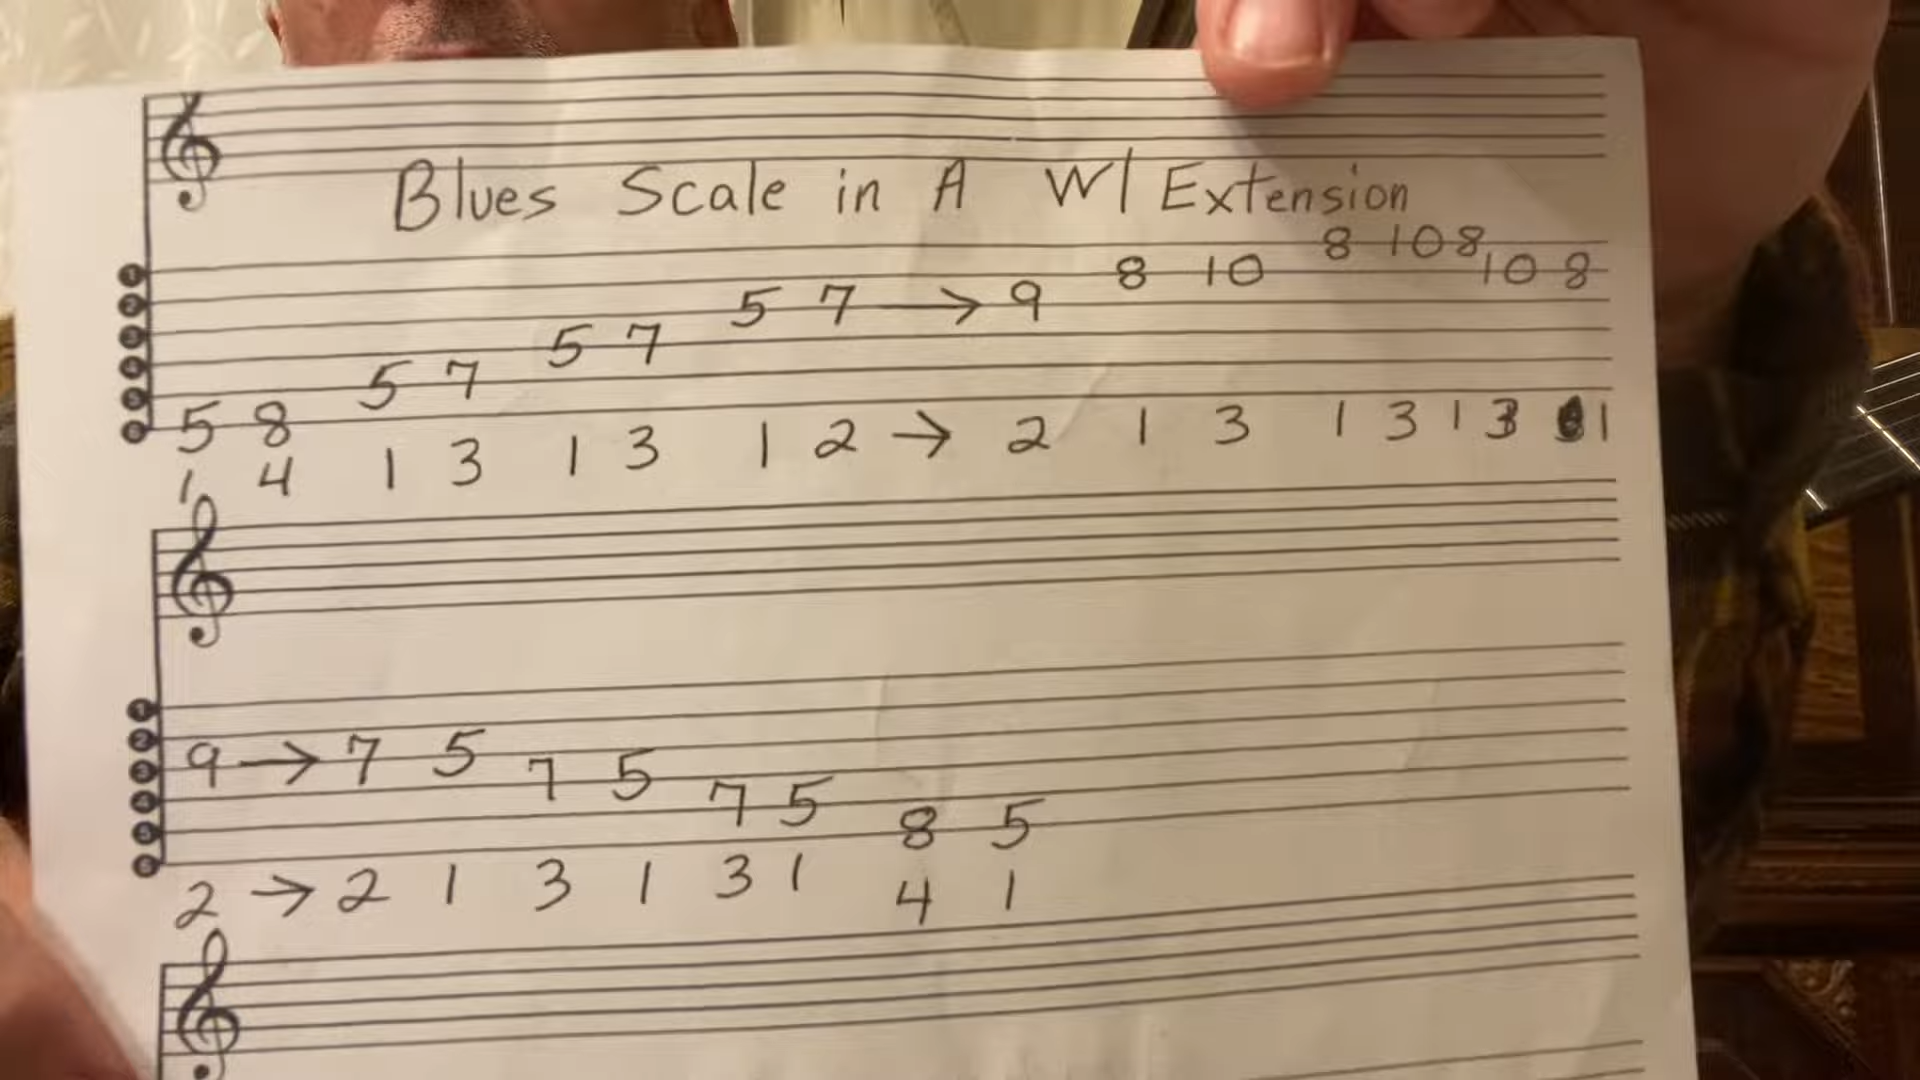 Blues Scale in A W/ Extension
5 8 5 7 5 7 5 7 → 9 8 10 8 10 8 10 8
1 4 1 3 1 3 1 2 → 2 1 3 1 3 1 3 1
9 → 7 5 7 5 7 5 8 5
2 → 2 1 3 1 3 1 4 1